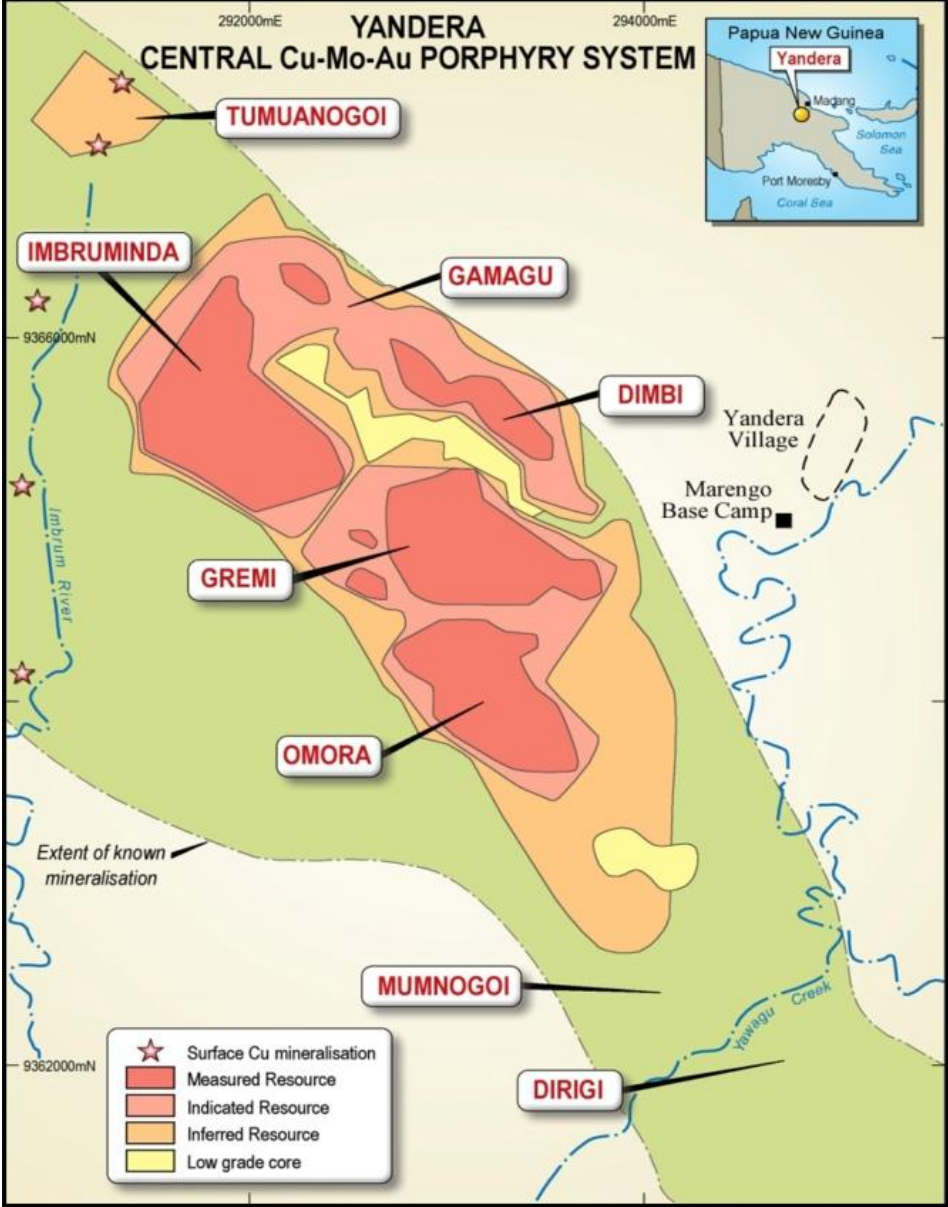 292000mE
294000mE
YANDERA
CENTRAL Cu-Mo-Au PORPHYRY SYSTEM
Papua New Guinea
Yandera
Madang
Solomon
Sea
Port Moresby
Coral Sea
TUMUANOGOI
IMBRUMINDA
GAMAGU
9366000mN
DIMBI
Yandera
Village
Marengo
Base Camp
Imbrum River
GREMI
OMORA
Extent of known
mineralisation
MUMNOGOI
Yawagu Creek
DIRIGI
9362000mN
Surface Cu mineralisation
Measured Resource
Indicated Resource
Inferred Resource
Low grade core